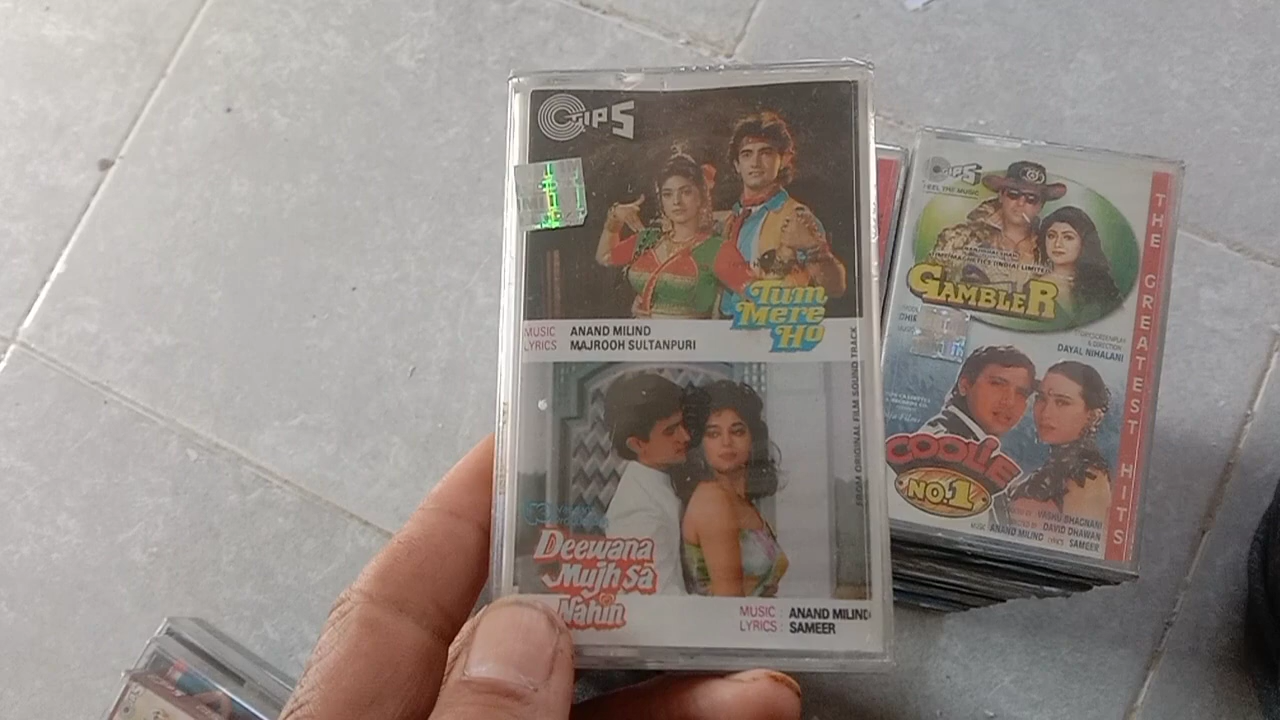 TIPS
Tum
Mere
Ho
MUSIC ANAND MILIND
LYRICS MAJROOH SULTANPURI
FROM ORIGINAL FILM SOUND TRACK
Deewana
Mujh Sa
Nahin
MUSIC : ANAND MILIND
LYRICS : SAMEER
TIPS
FEEL THE MUSIC
GAMBLER
DAYAL NIHALANI
COOLIE
NO.1
VASHU BHAGNANI
DAVID DHAWAN
MUSIC ANAND MILIND LYRICS SAMEER
THE GREATEST HITS